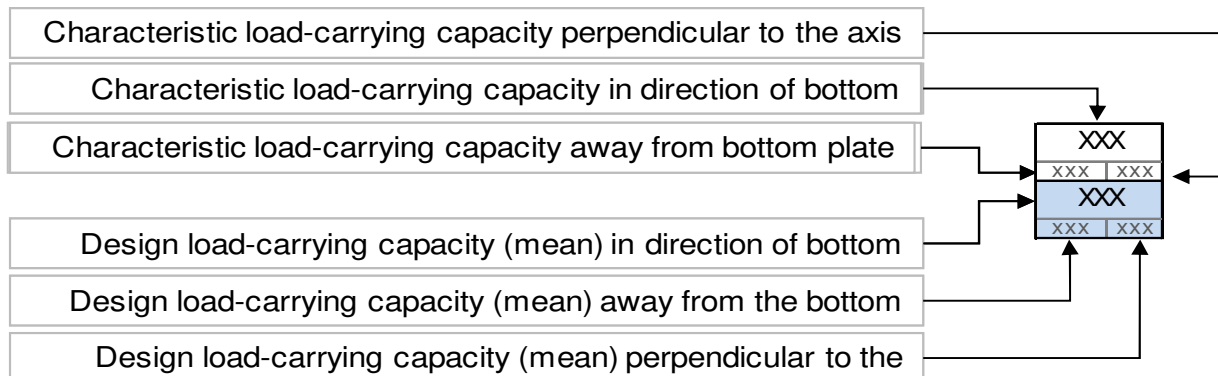 Characteristic load-carrying capacity perpendicular to the axis
Characteristic load-carrying capacity in direction of bottom
Characteristic load-carrying capacity away from bottom plate
Design load-carrying capacity (mean) in direction of bottom
Design load-carrying capacity (mean) away from the bottom
Design load-carrying capacity (mean) perpendicular to the
XXX
xxx xxx
XXX
xxx xxx